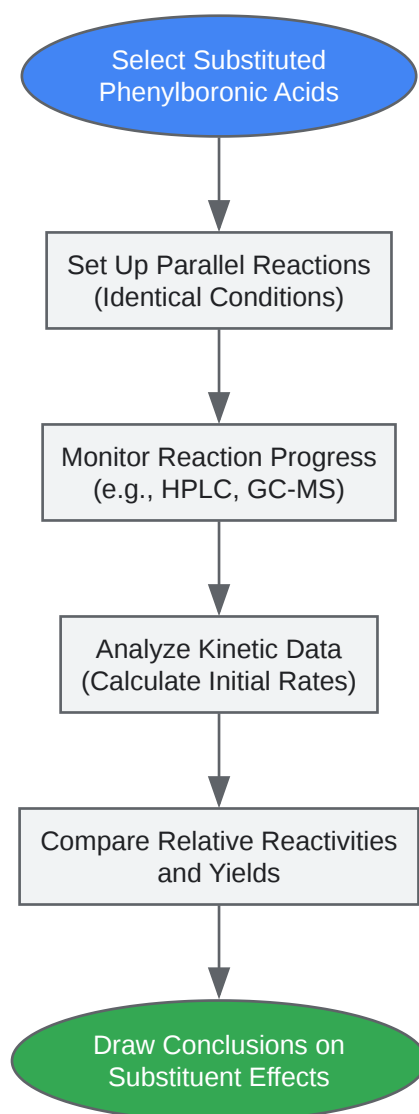 Select Substituted
Phenylboronic Acids
Set Up Parallel Reactions
(Identical Conditions)
Monitor Reaction Progress
(e.g., HPLC, GC-MS)
Analyze Kinetic Data
(Calculate Initial Rates)
Compare Relative Reactivities
and Yields
Draw Conclusions on
Substituent Effects